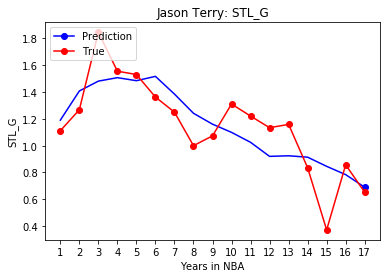 Jason Terry: STL_G
Prediction
True
STL_G
1.8
1.6
1.4
1.2
1.0
0.8
0.6
0.4
1 2 3 4 5 6 7 8 9 10 11 12 13 14 15 16 17
Years in NBA